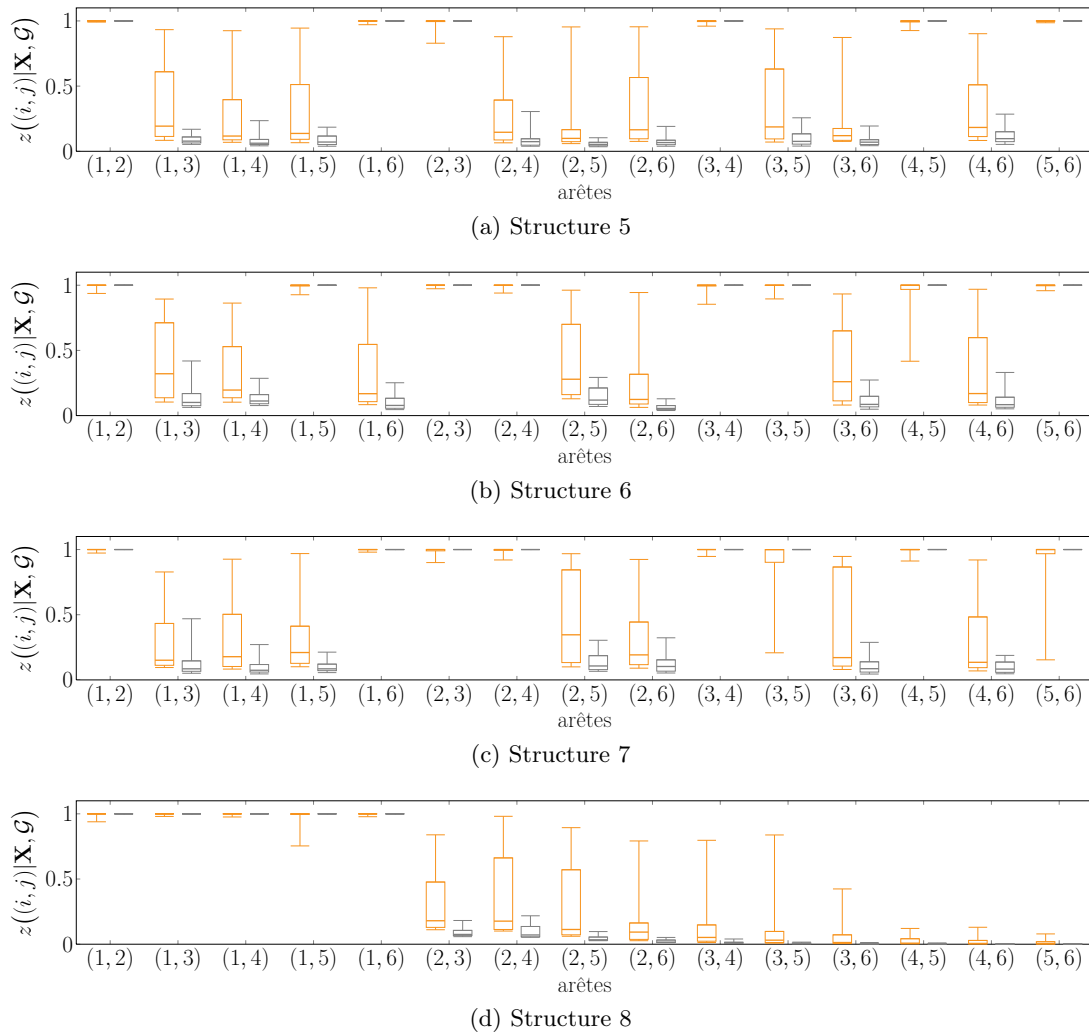 1
0.5
0
z((i, j)|X, G)
(1, 2) (1, 3) (1, 4) (1, 5) (1, 6) (2, 3) (2, 4) (2, 5) (2, 6) (3, 4) (3, 5) (3, 6) (4, 5) (4, 6) (5, 6)
arêtes
(a) Structure 5
1
0.5
0
z((i, j)|X, G)
(1, 2) (1, 3) (1, 4) (1, 5) (1, 6) (2, 3) (2, 4) (2, 5) (2, 6) (3, 4) (3, 5) (3, 6) (4, 5) (4, 6) (5, 6)
arêtes
(b) Structure 6
1
0.5
0
z((i, j)|X, G)
(1, 2) (1, 3) (1, 4) (1, 5) (1, 6) (2, 3) (2, 4) (2, 5) (2, 6) (3, 4) (3, 5) (3, 6) (4, 5) (4, 6) (5, 6)
arêtes
(c) Structure 7
1
0.5
0
z((i, j)|X, G)
(1, 2) (1, 3) (1, 4) (1, 5) (1, 6) (2, 3) (2, 4) (2, 5) (2, 6) (3, 4) (3, 5) (3, 6) (4, 5) (4, 6) (5, 6)
arêtes
(d) Structure 8